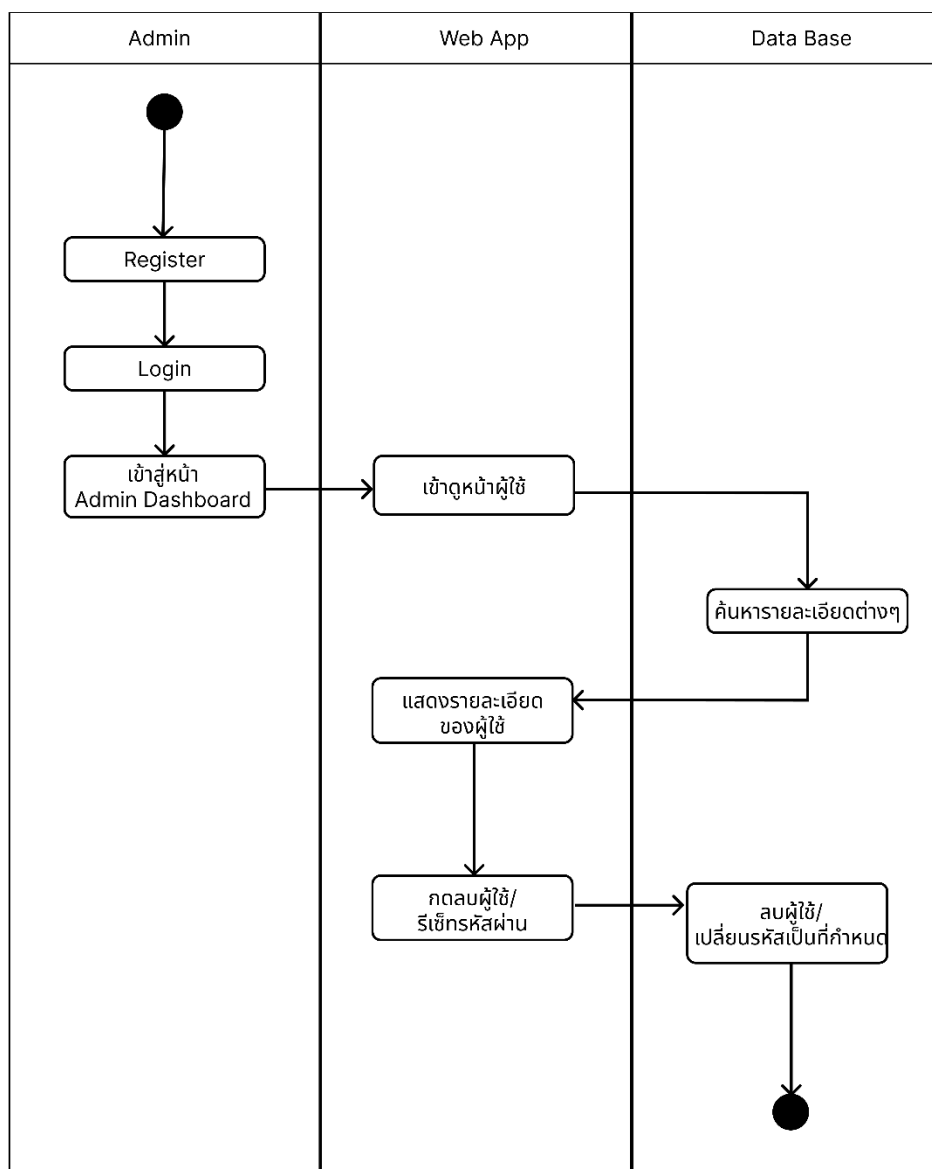 Admin
Web App
Data Base
Register
Login
เข้าสู่หน้า
Admin Dashboard
เข้าดูหน้าผู้ใช้
ค้นหารายละเอียดต่างๆ
แสดงรายละเอียด
ของผู้ใช้
กดลบผู้ใช้/
รีเซ็ทรหัสผ่าน
ลบผู้ใช้/
เปลี่ยนรหัสเป็นที่กำหนด